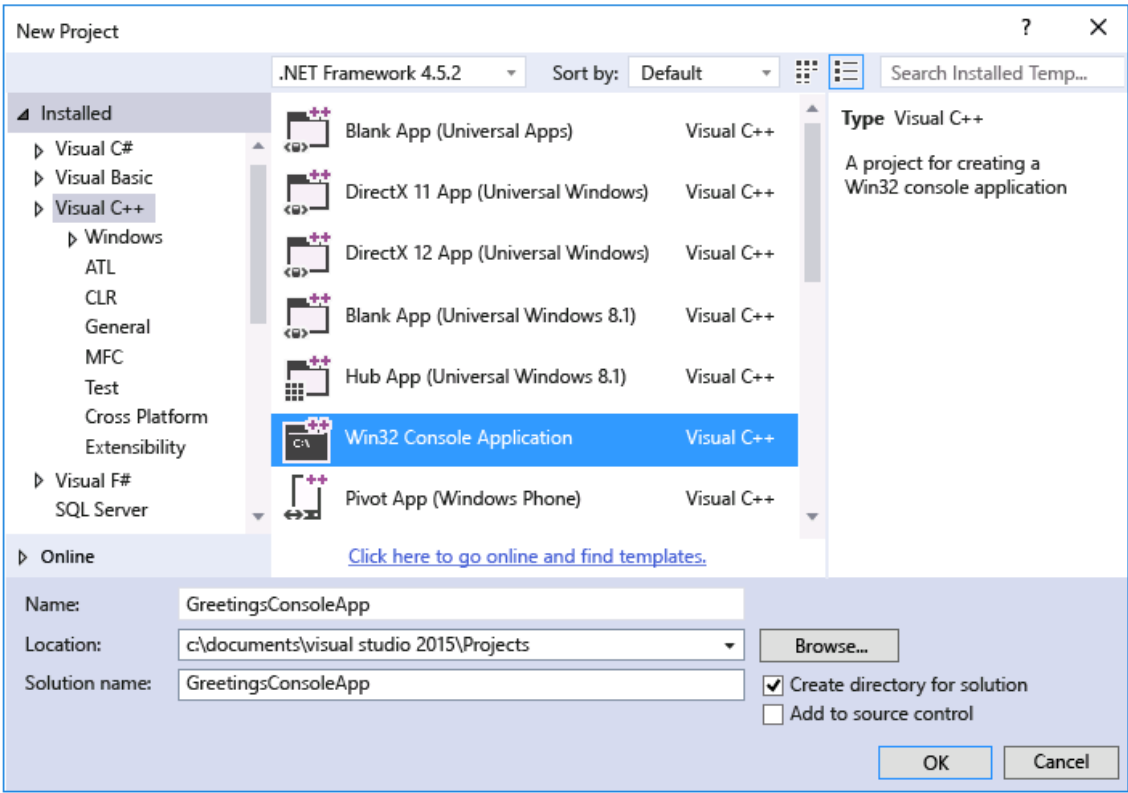 New Project
?
.NET Framework 4.5.2
Sort by:
Default
Search Installed Temp...
Installed
Visual C#
Visual Basic
Visual C++
Windows
ATL
CLR
General
MFC
Test
Cross Platform
Extensibility
Visual F#
SQL Server
Online
Blank App (Universal Apps) Visual C++
DirectX 11 App (Universal Windows) Visual C++
DirectX 12 App (Universal Windows) Visual C++
Blank App (Universal Windows 8.1) Visual C++
Hub App (Universal Windows 8.1) Visual C++
C:\
Win32 Console Application Visual C++
Pivot App (Windows Phone) Visual C++
Click here to go online and find templates.
Type Visual C++
A project for creating a
Win32 console application
Name: GreetingsConsoleApp
Location: c:\documents\visual studio 2015\Projects
Browse...
Solution name: GreetingsConsoleApp
Create directory for solution
Add to source control
OK
Cancel